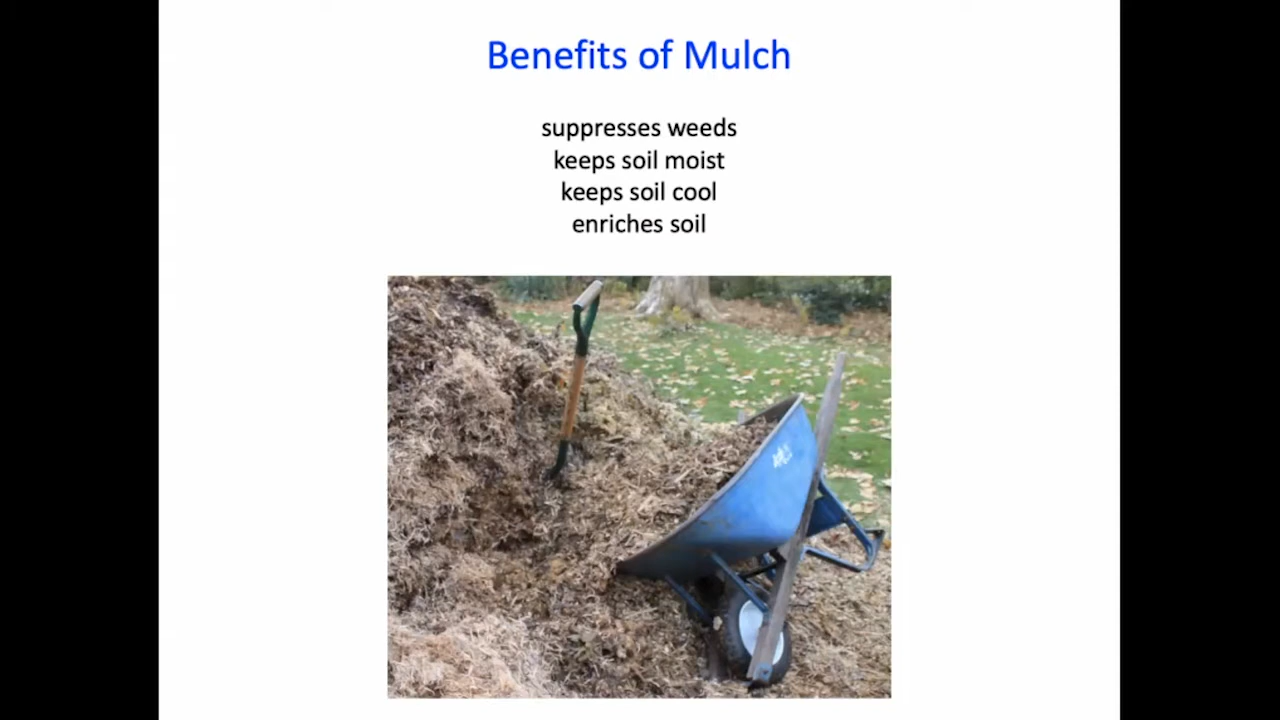 Benefits of Mulch
suppresses weeds
keeps soil moist
keeps soil cool
enriches soil